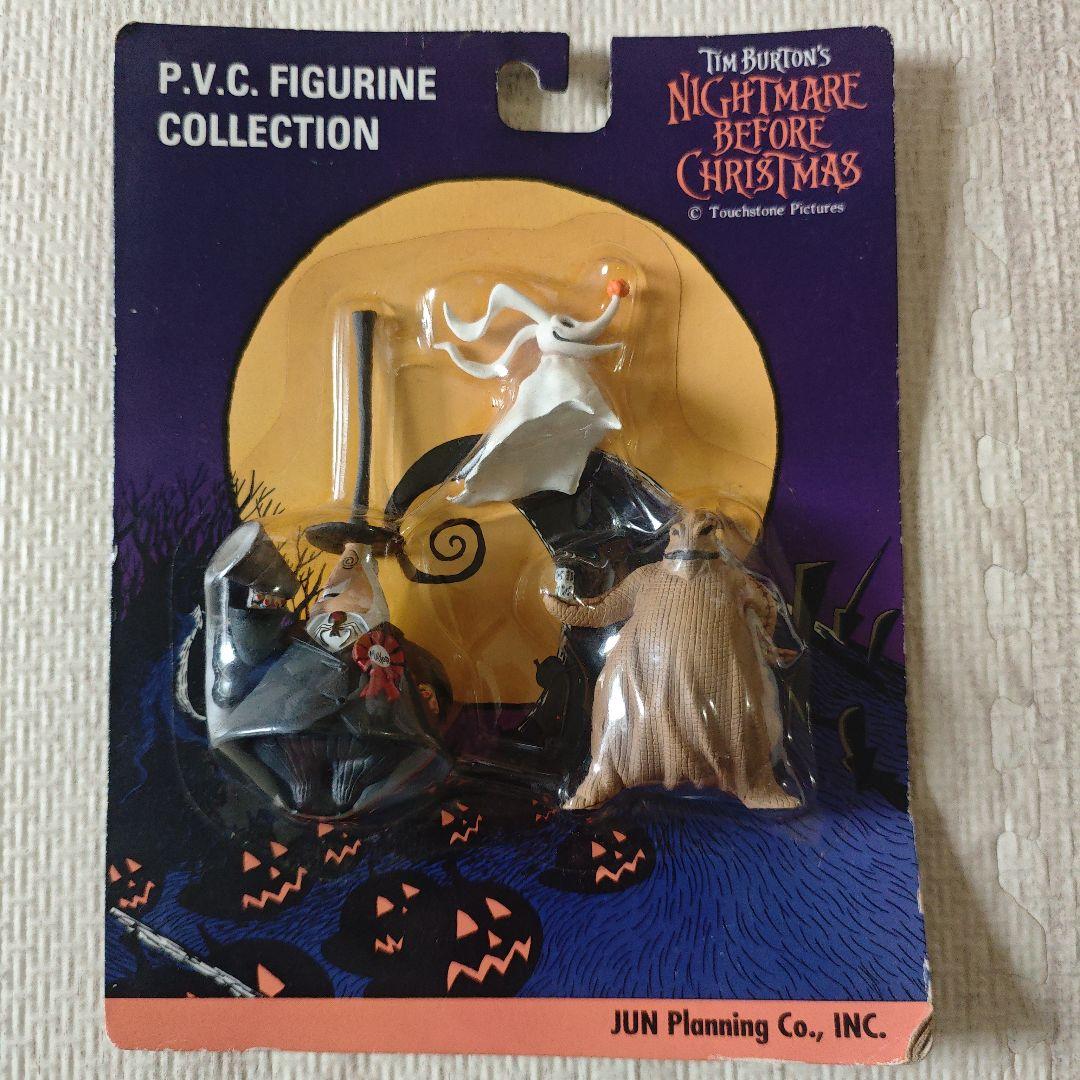 P.V.C. FIGURINE
COLLECTION
TIM BURTON'S
NIGHTMARE
BEFORE
CHRISTMAS
© Touchstone Pictures
JUN Planning Co., INC.